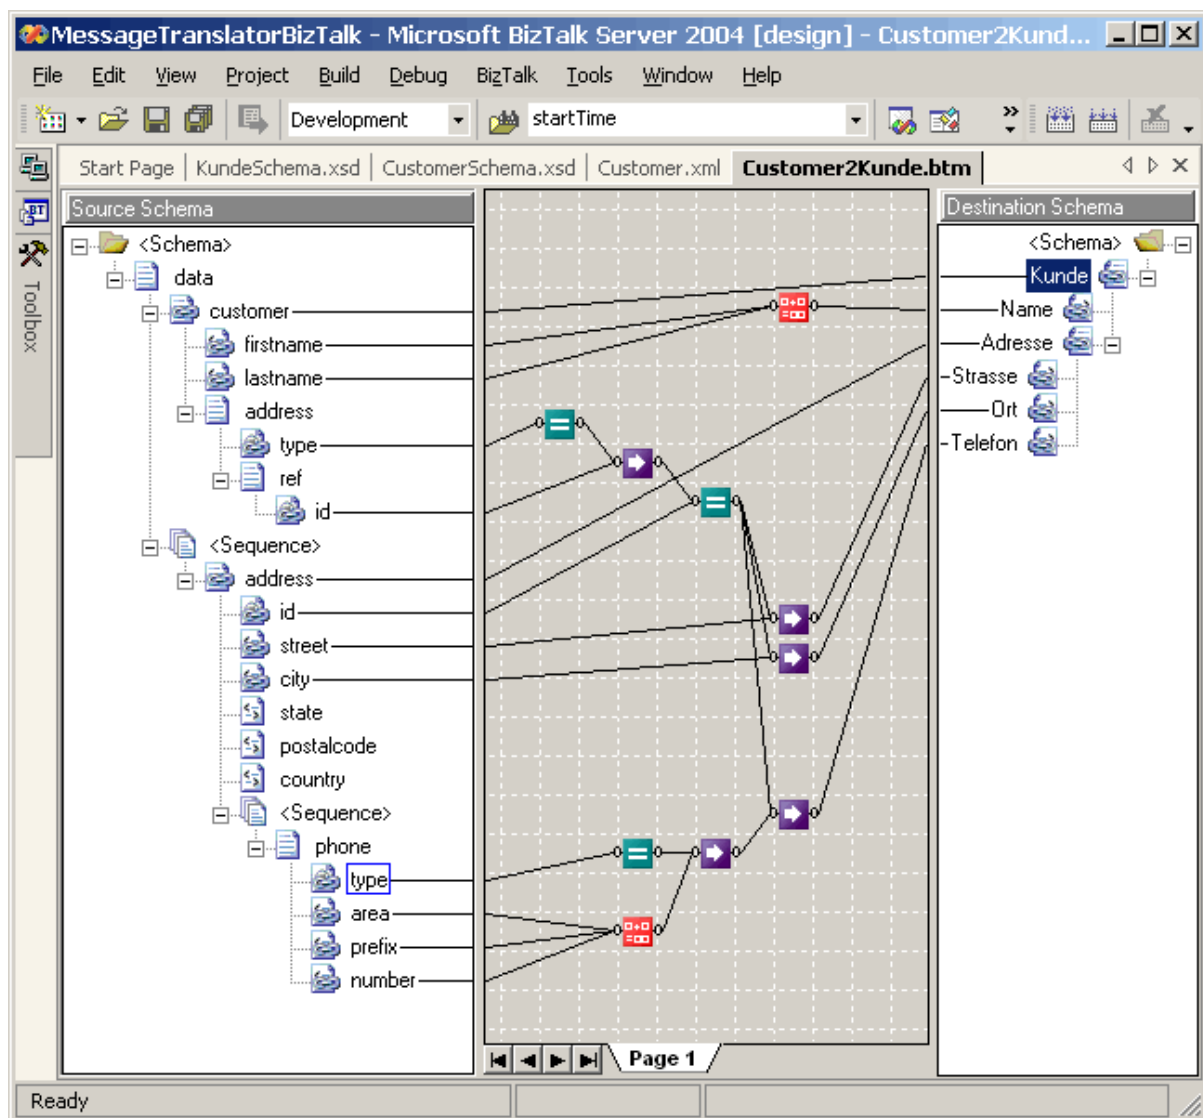 MessageTranslatorBizTalk - Microsoft BizTalk Server 2004 [design] - Customer2Kund...
File Edit View Project Build Debug BizTalk Tools Window Help
Development startTime
Start Page KundeSchema.xsd CustomerSchema.xsd Customer.xml Customer2Kunde.btm
BT
Toolbox
Source Schema
<Schema>
data
customer
firstname
lastname
address
type
ref
id
<Sequence>
address
id
street
city
state
postalcode
country
<Sequence>
phone
type
area
prefix
number
Page 1
Destination Schema
<Schema>
Kunde
Name
Adresse
Strasse
Ort
Telefon
Ready